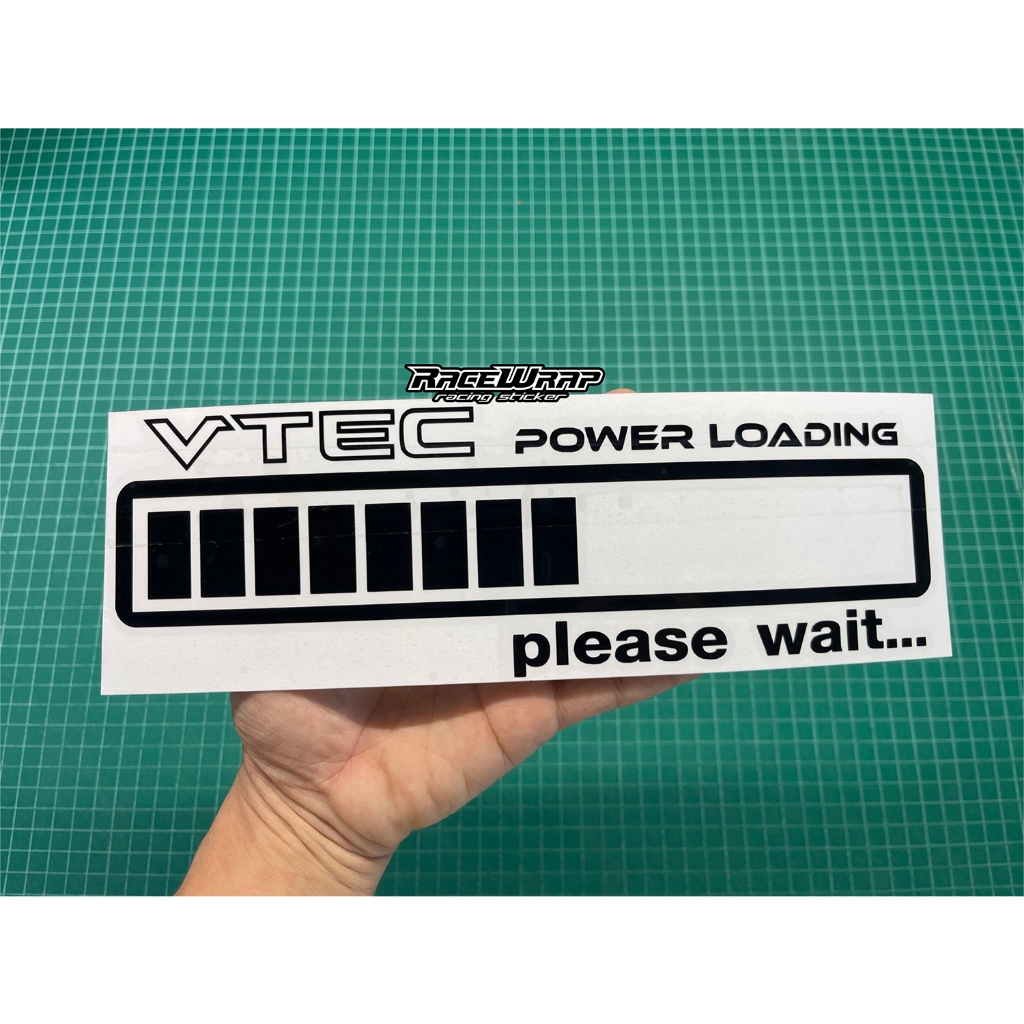 RACEWRAP
racing sticker
VTEC POWER LOADING
please wait...